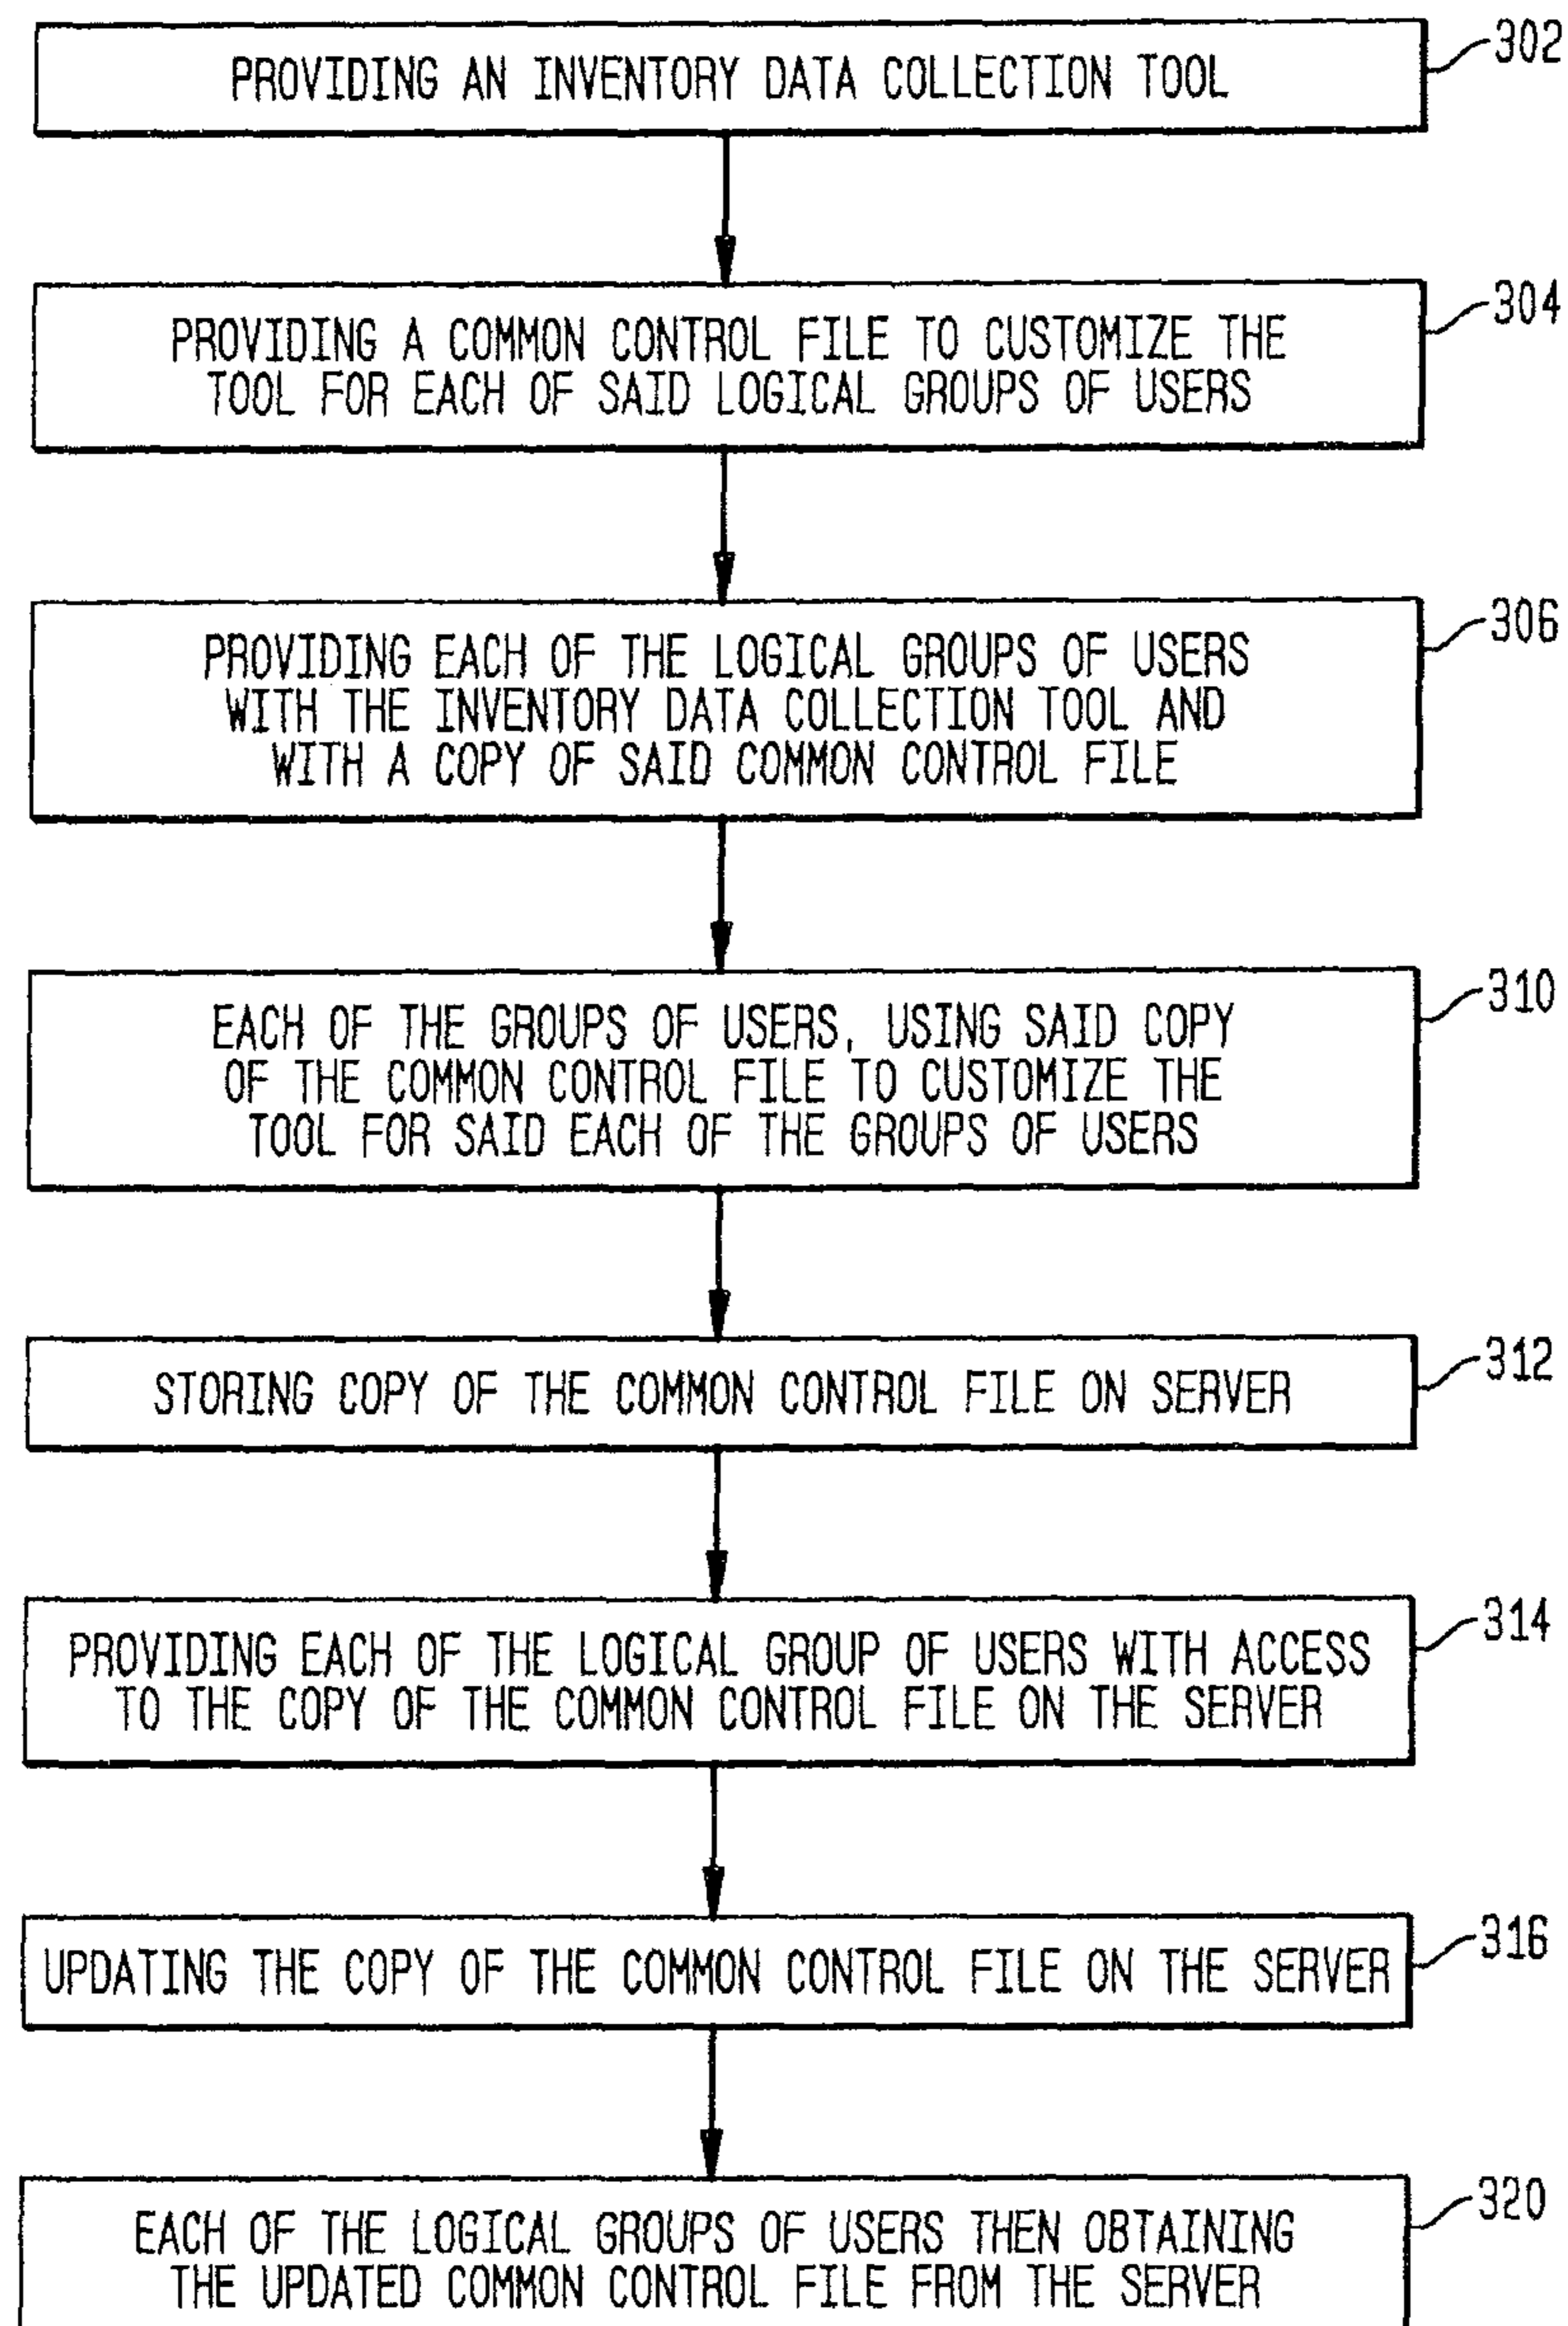 PROVIDING AN INVENTORY DATA COLLECTION TOOL
302
PROVIDING A COMMON CONTROL FILE TO CUSTOMIZE THE
TOOL FOR EACH OF SAID LOGICAL GROUPS OF USERS
304
PROVIDING EACH OF THE LOGICAL GROUPS OF USERS
WITH THE INVENTORY DATA COLLECTION TOOL AND
WITH A COPY OF SAID COMMON CONTROL FILE
306
EACH OF THE GROUPS OF USERS, USING SAID COPY
OF THE COMMON CONTROL FILE TO CUSTOMIZE THE
TOOL FOR SAID EACH OF THE GROUPS OF USERS
310
STORING COPY OF THE COMMON CONTROL FILE ON SERVER
312
PROVIDING EACH OF THE LOGICAL GROUP OF USERS WITH ACCESS
TO THE COPY OF THE COMMON CONTROL FILE ON THE SERVER
314
UPDATING THE COPY OF THE COMMON CONTROL FILE ON THE SERVER
316
EACH OF THE LOGICAL GROUPS OF USERS THEN OBTAINING
THE UPDATED COMMON CONTROL FILE FROM THE SERVER
320